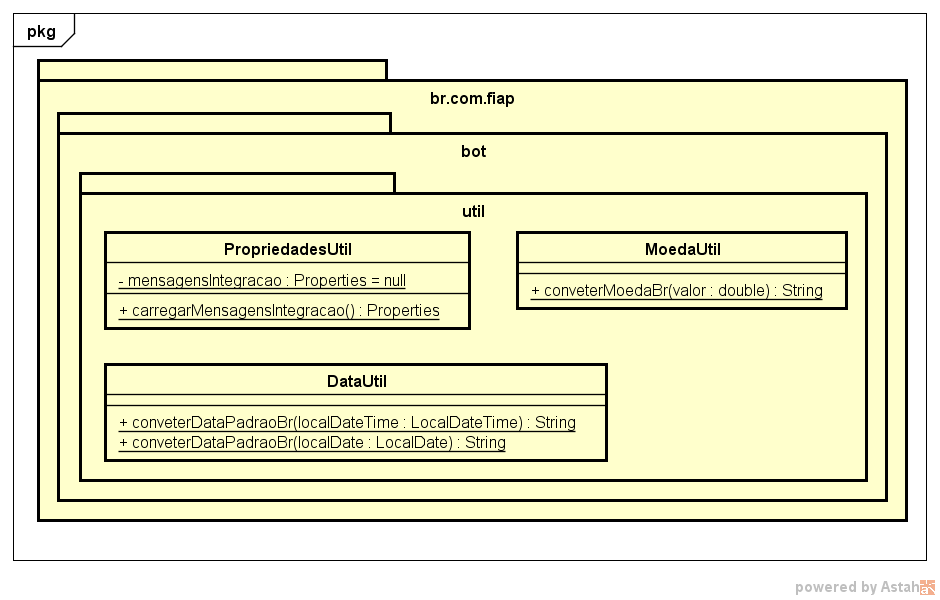 pkg
br.com.fiap
bot
util
PropriedadesUtil
- mensagensIntegracao : Properties = null
+ carregarMensagensIntegracao() : Properties
MoedaUtil
+ conveterMoedaBr(valor : double) : String
DataUtil
+ conveterDataPadraoBr(localDateTime : LocalDateTime) : String
+ conveterDataPadraoBr(localDate : LocalDate) : String
powered by Astah